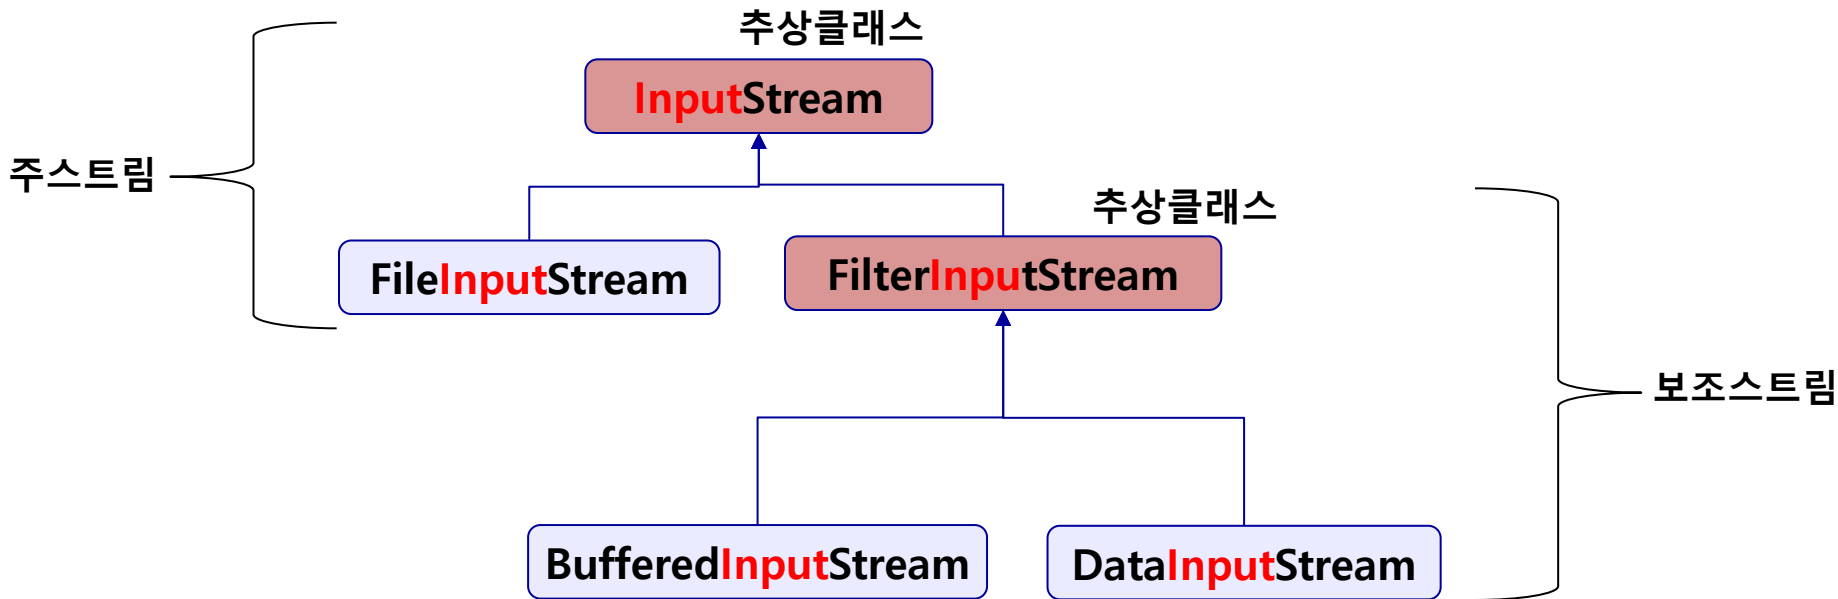 추상클래스
InputStream
주스트림
추상클래스
FileInputStream
FilterInputStream
보조스트림
BufferedInputStream
DataInputStream